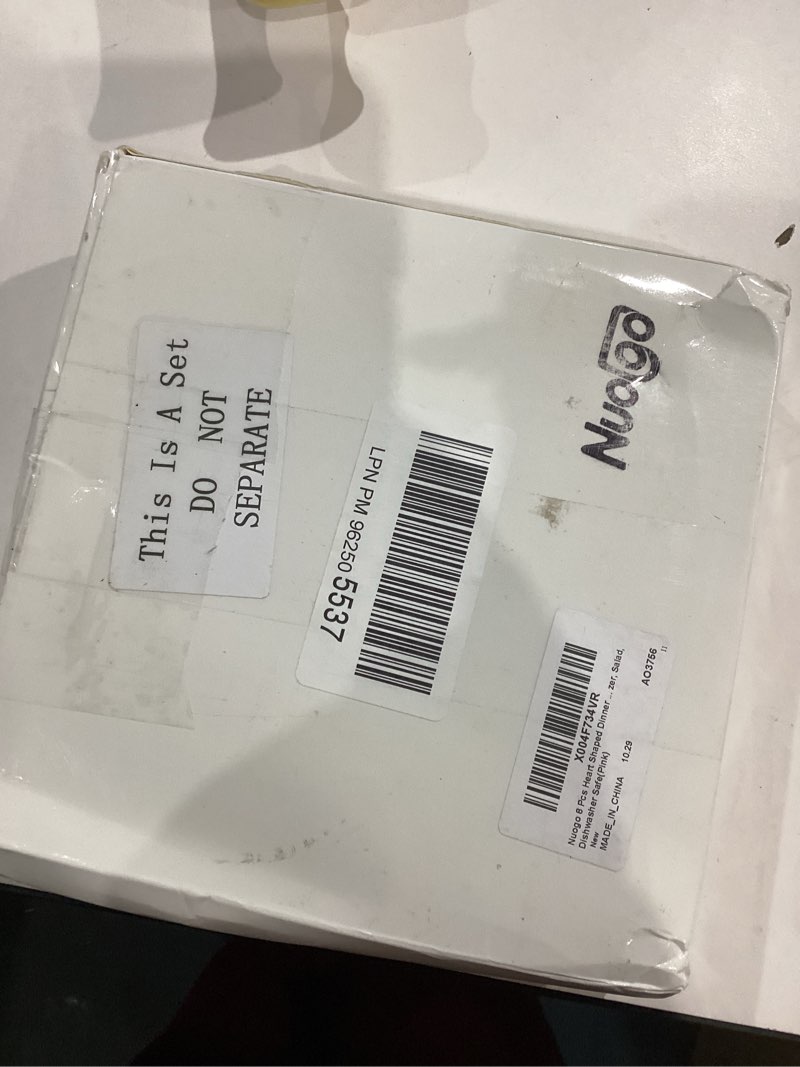 This Is A Set
DO NOT
SEPARATE
LPN PM 96250 5537
Nuogo
X004F734VR
Nuogo 8 Pcs Heart Shaped Dinner ... zer, Salad,
Dishwasher Safe(Pink)
New
MADE_IN_CHINA 10.29 AO3756
11